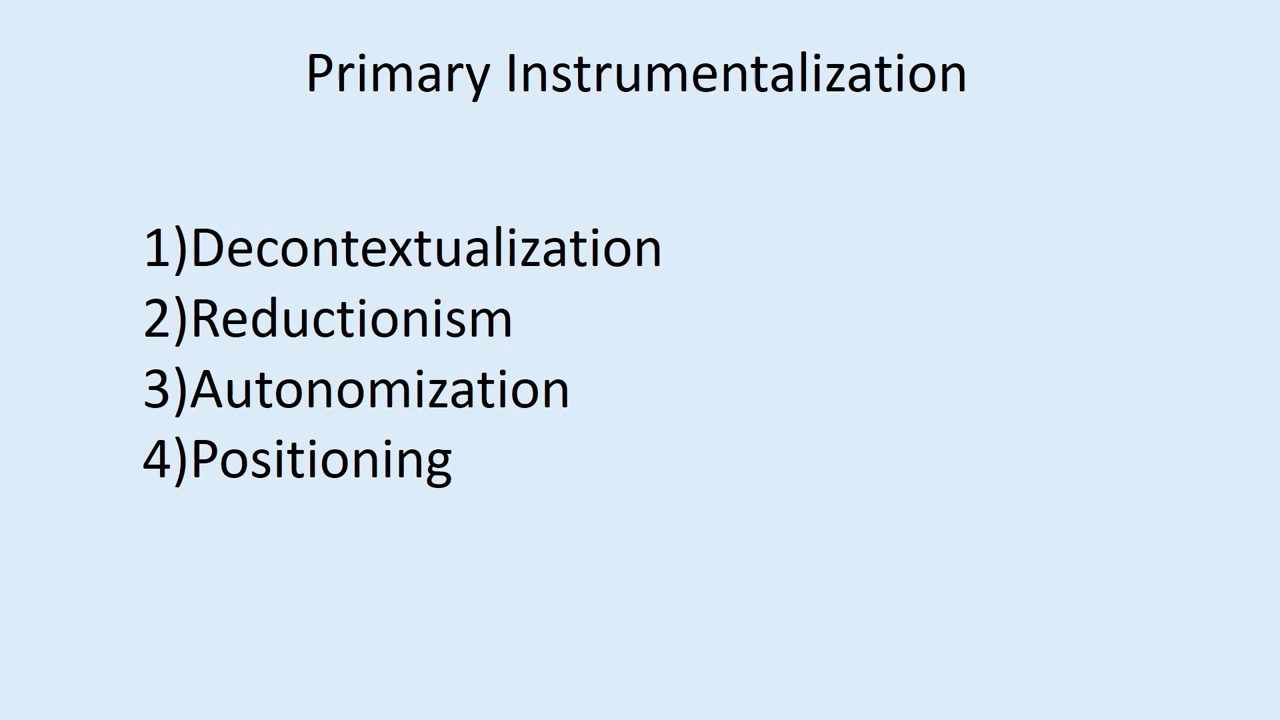 Primary Instrumentalization
1)Decontextualization
2)Reductionism
3)Autonomization
4)Positioning